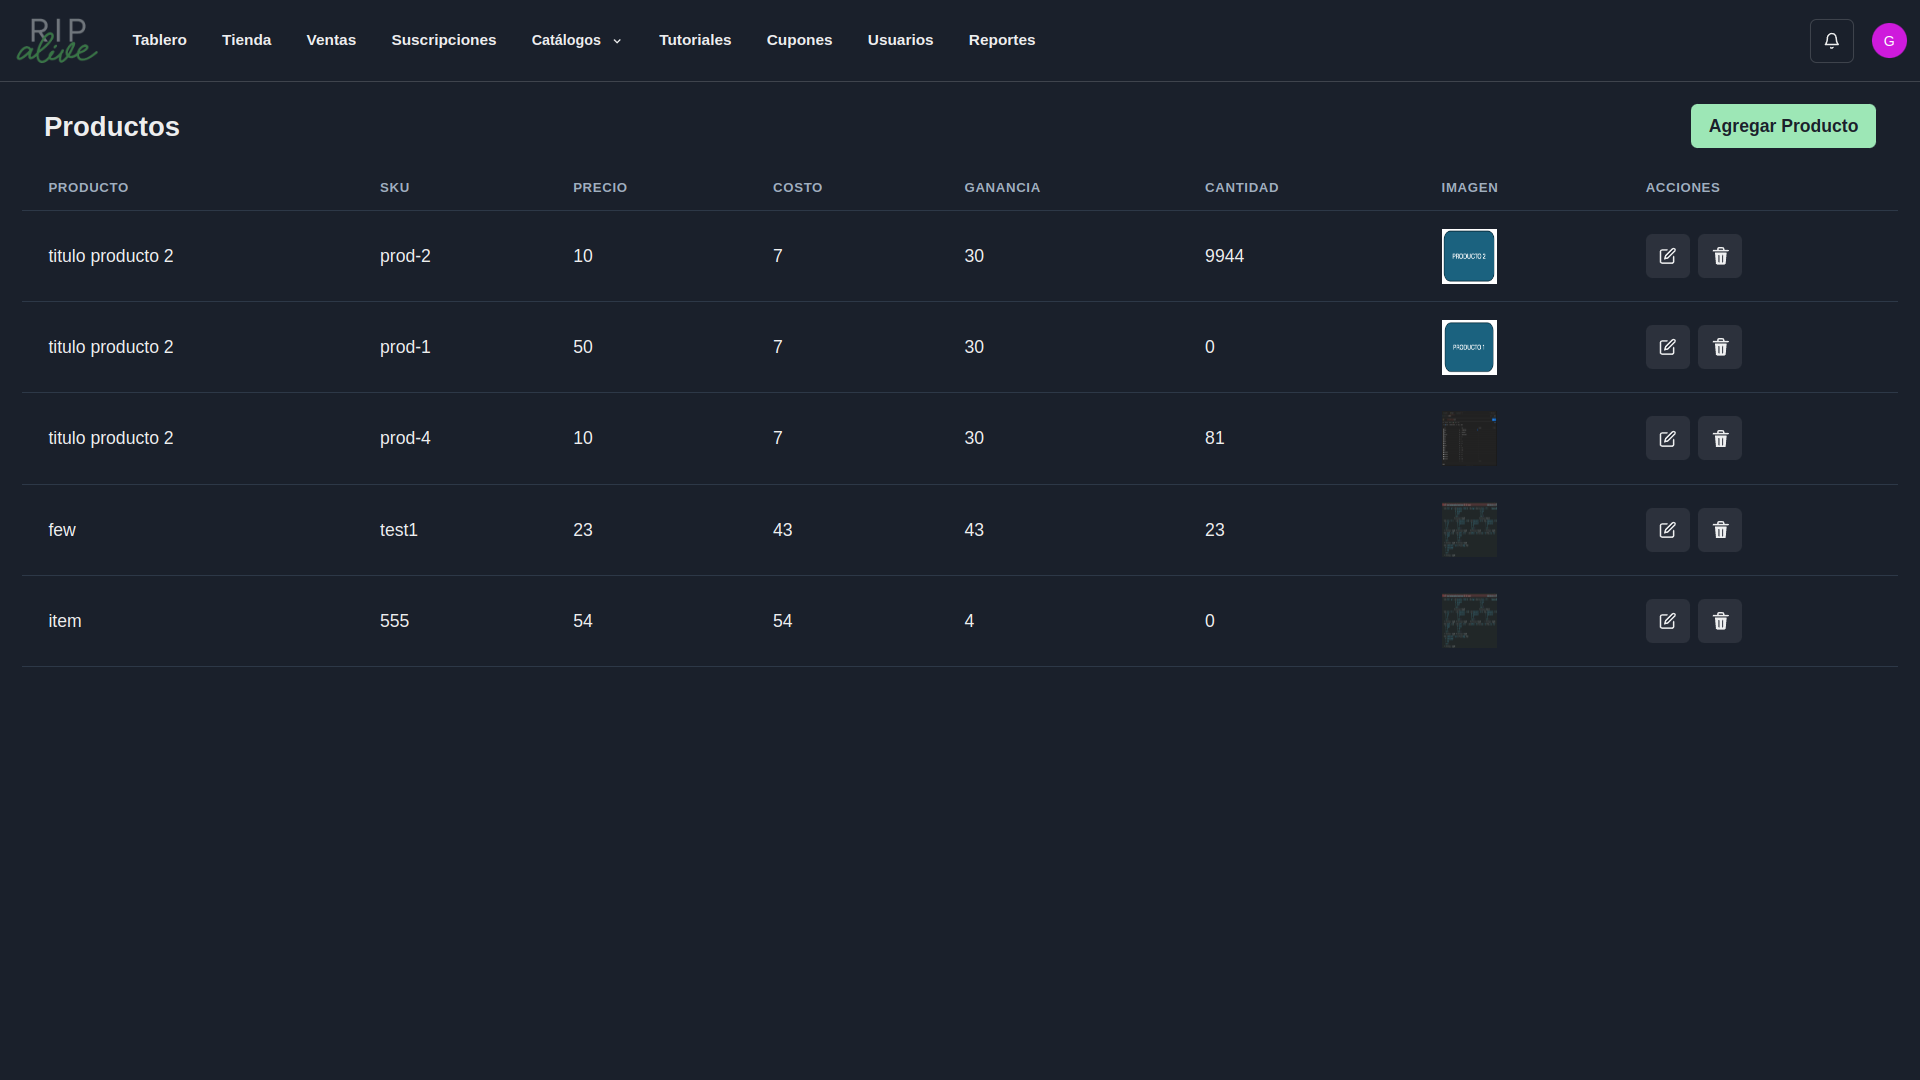 RIP
alive
Tablero Tienda Ventas Suscripciones Catálogos Tutoriales Cupones Usuarios Reportes G
Productos Agregar Producto
PRODUCTO SKU PRECIO COSTO GANANCIA CANTIDAD IMAGEN ACCIONES
titulo producto 2 prod-2 10 7 30 9944 PRODUCTO 2
titulo producto 2 prod-1 50 7 30 0 PRODUCTO 1
titulo producto 2 prod-4 10 7 30 81
few test1 23 43 43 23
item 555 54 54 4 0